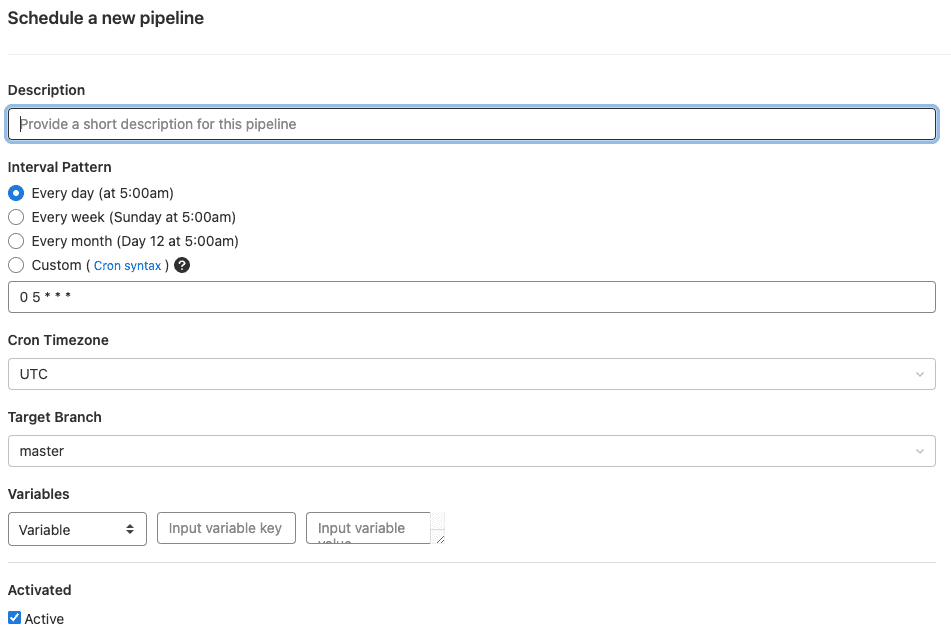 Schedule a new pipeline
Description
Provide a short description for this pipeline
Interval Pattern
Every day (at 5:00am)
Every week (Sunday at 5:00am)
Every month (Day 12 at 5:00am)
Custom ( Cron syntax ) ?
0 5 * * *
Cron Timezone
UTC
Target Branch
master
Variables
Variable Input variable key Input variable
value
Activated
Active